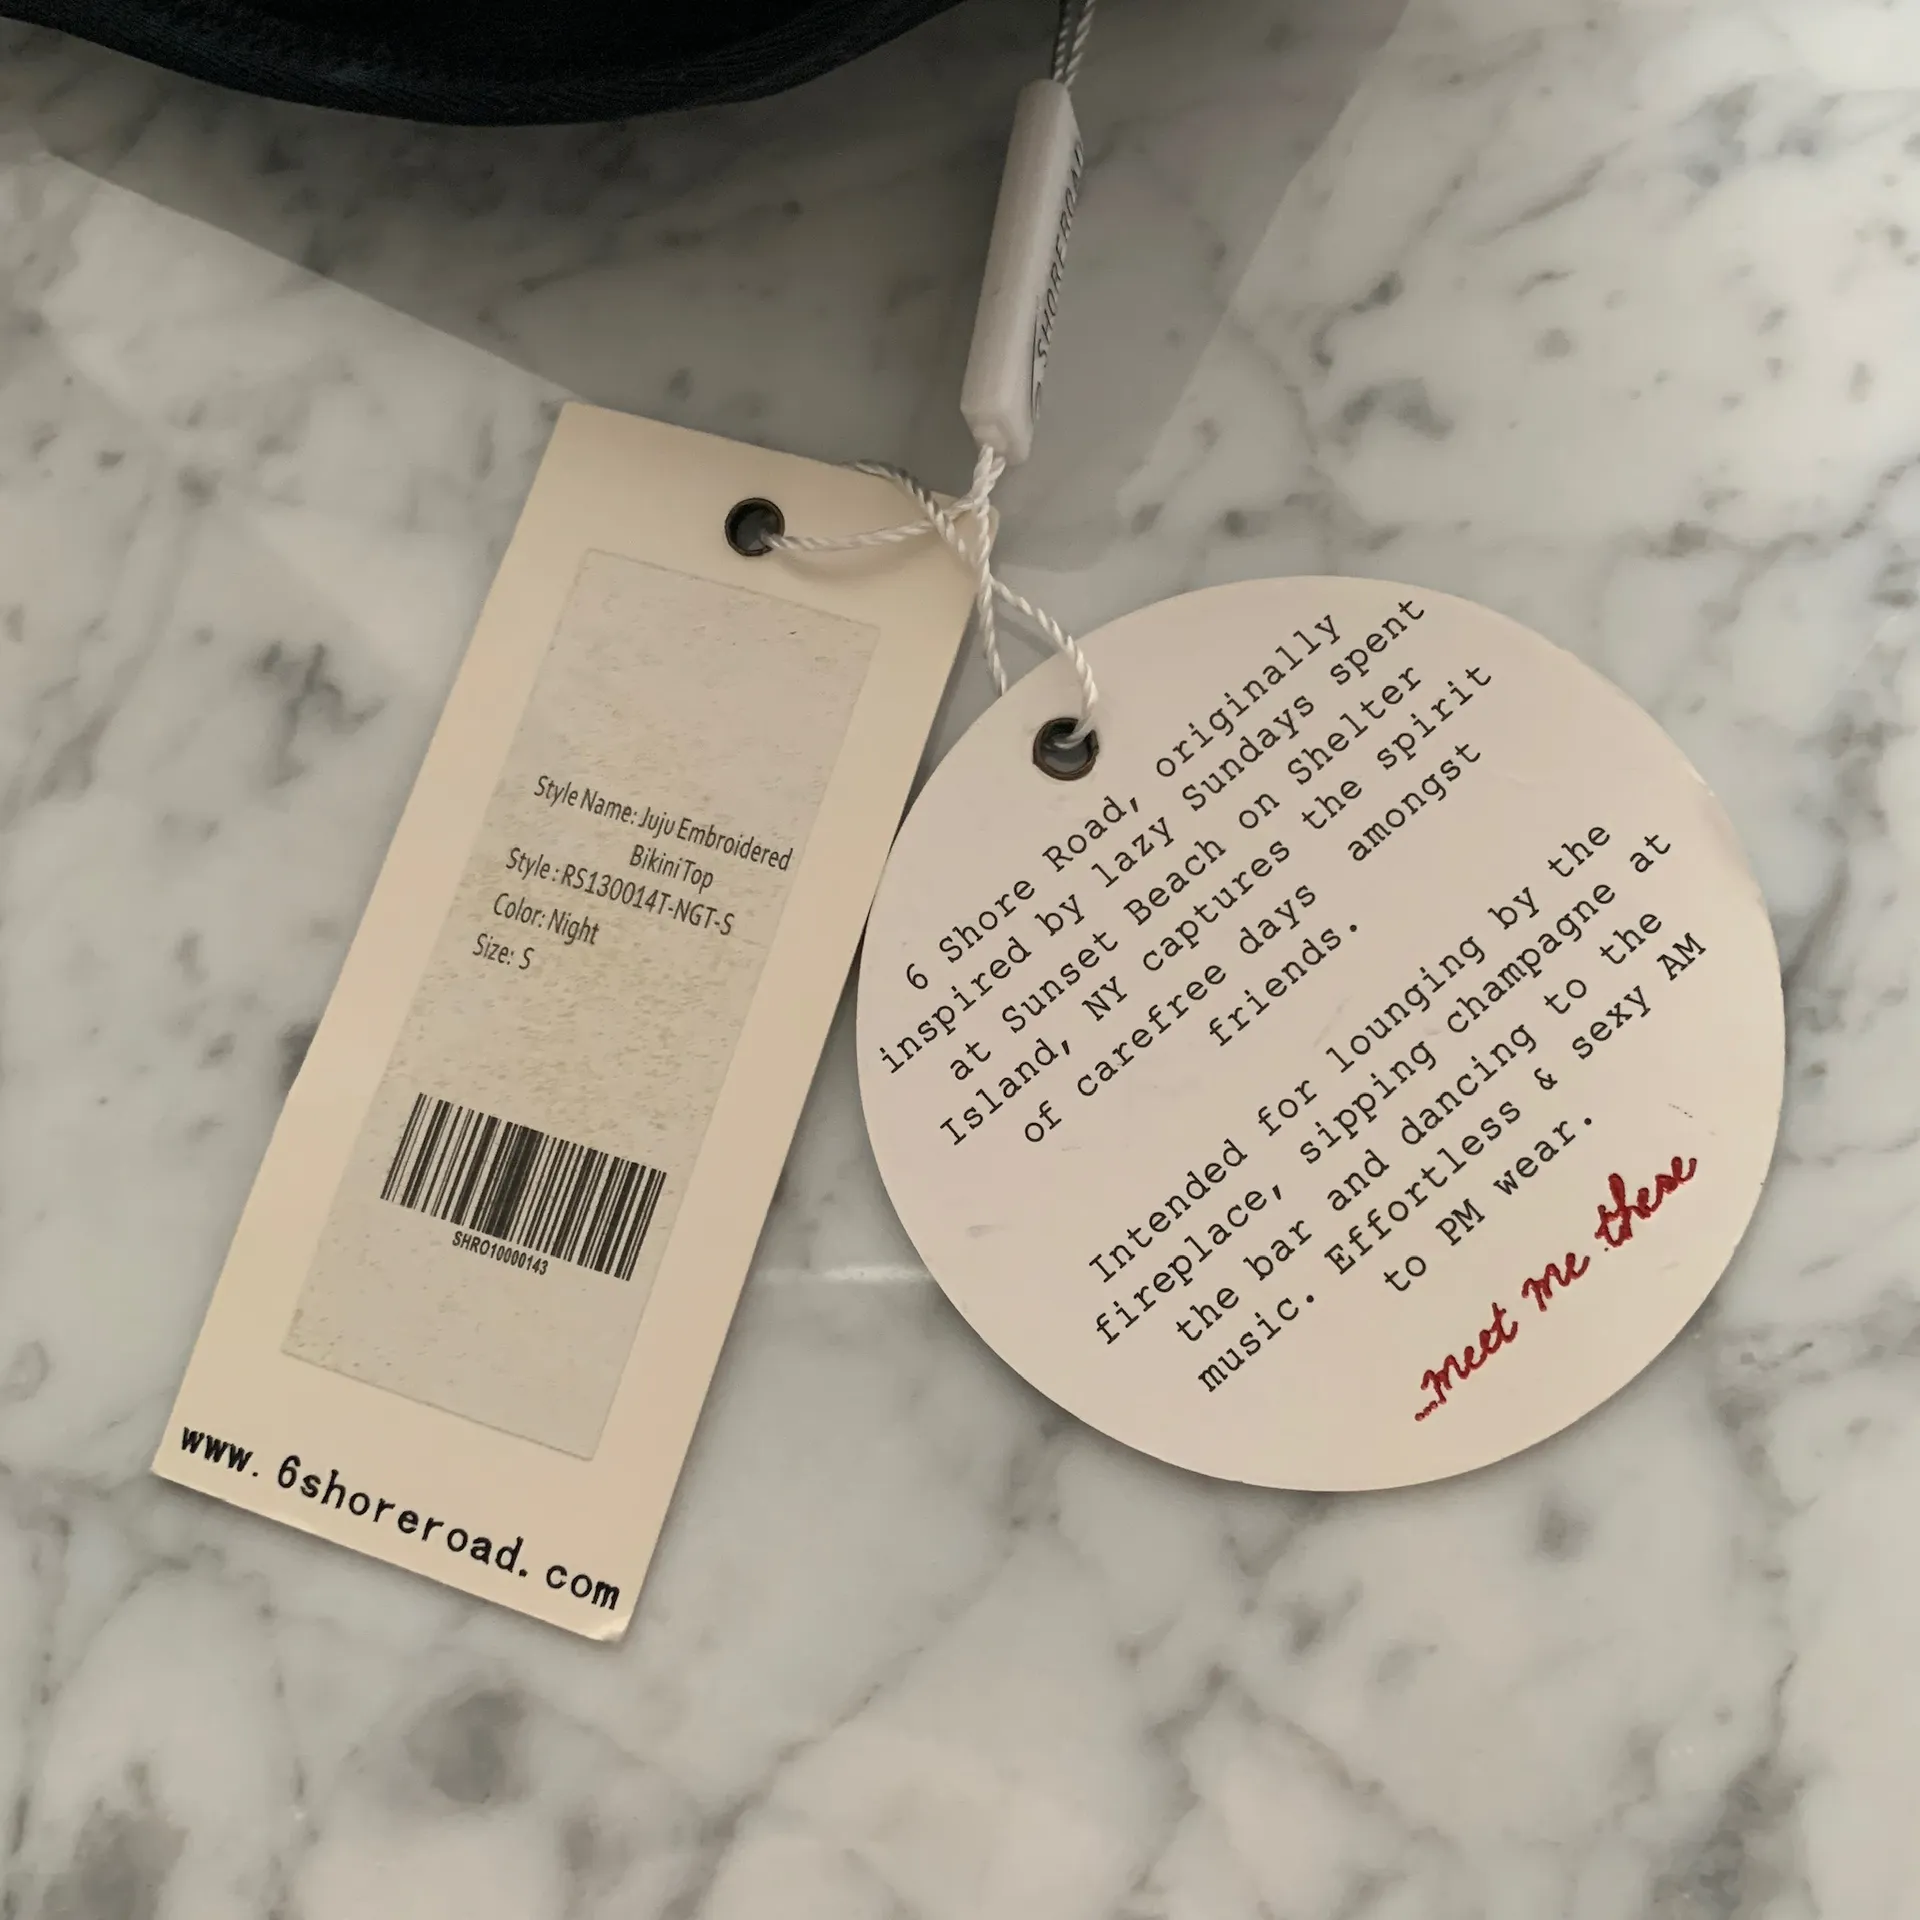 SHOREROAD
Style Name: Juju Embroidered
Bikini Top
Style : RS130014T-NGT-S
Color: Night
Size: S
SHRO10000143
www.6shoreroad.com
6 Shore Road, originally
inspired by lazy Sundays spent
at Sunset Beach on Shelter
Island, NY captures the spirit
of carefree days amongst
friends.
Intended for lounging by the
fireplace, sipping champagne at
the bar and dancing to the
music. Effortless & sexy AM
to PM wear.
...meet me there